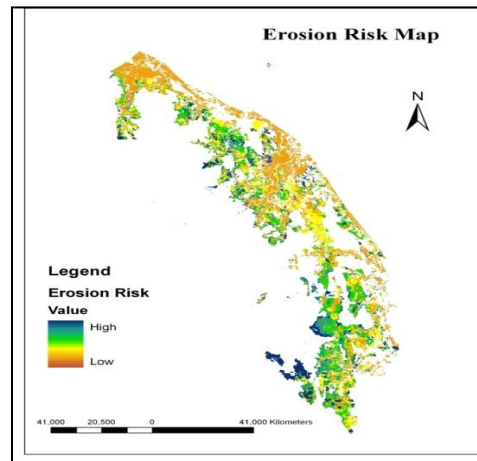 Erosion Risk Map
N
Legend
Erosion Risk
Value
High
Low
41,000 20,500 0 41,000 Kilometers